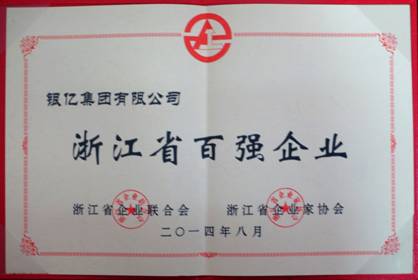 银亿集团有限公司
浙江省百强企业
浙江省企业联合会 浙江省企业家协会
二〇一四年八月